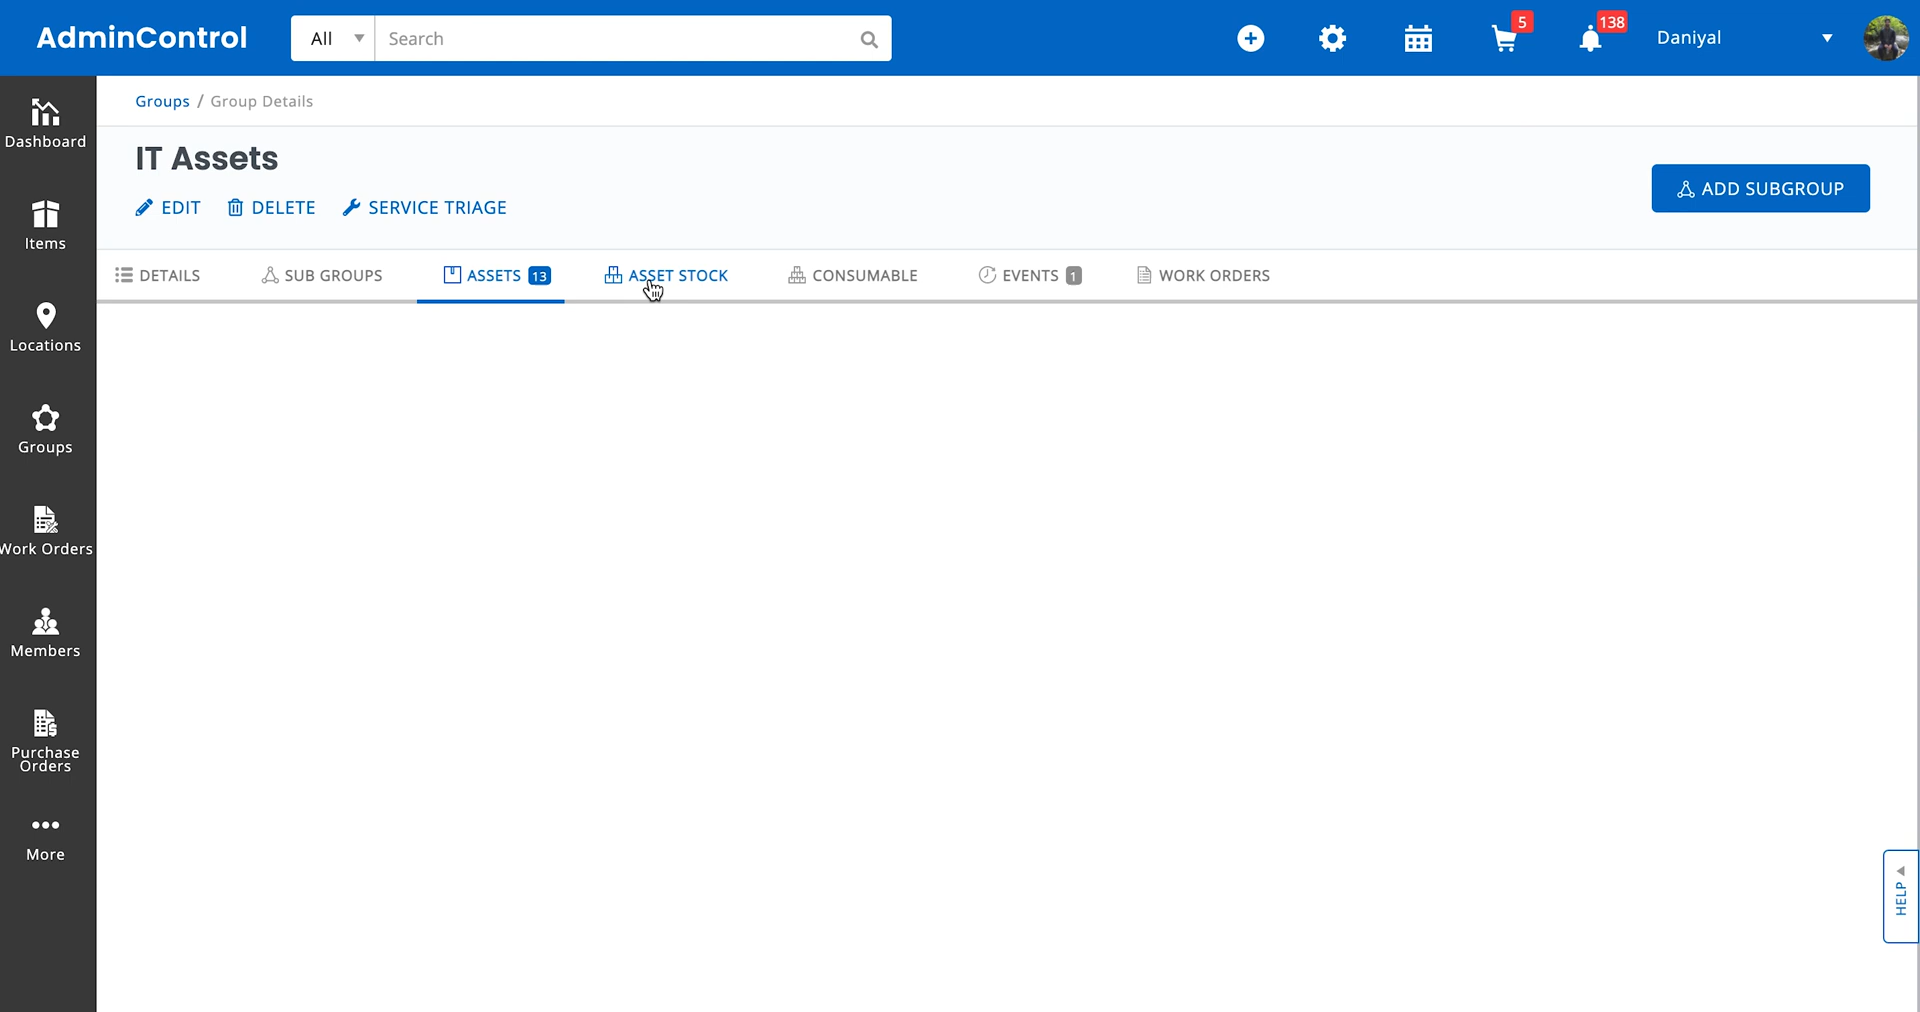 AdminControl
All
Search
5
138
Daniyal
Dashboard
Items
Locations
Groups
Work Orders
Members
Purchase
Orders
More
Groups / Group Details
IT Assets
EDIT
DELETE
SERVICE TRIAGE
ADD SUBGROUP
DETAILS
SUB GROUPS
ASSETS 13
ASSET STOCK
CONSUMABLE
EVENTS 1
WORK ORDERS
HELP